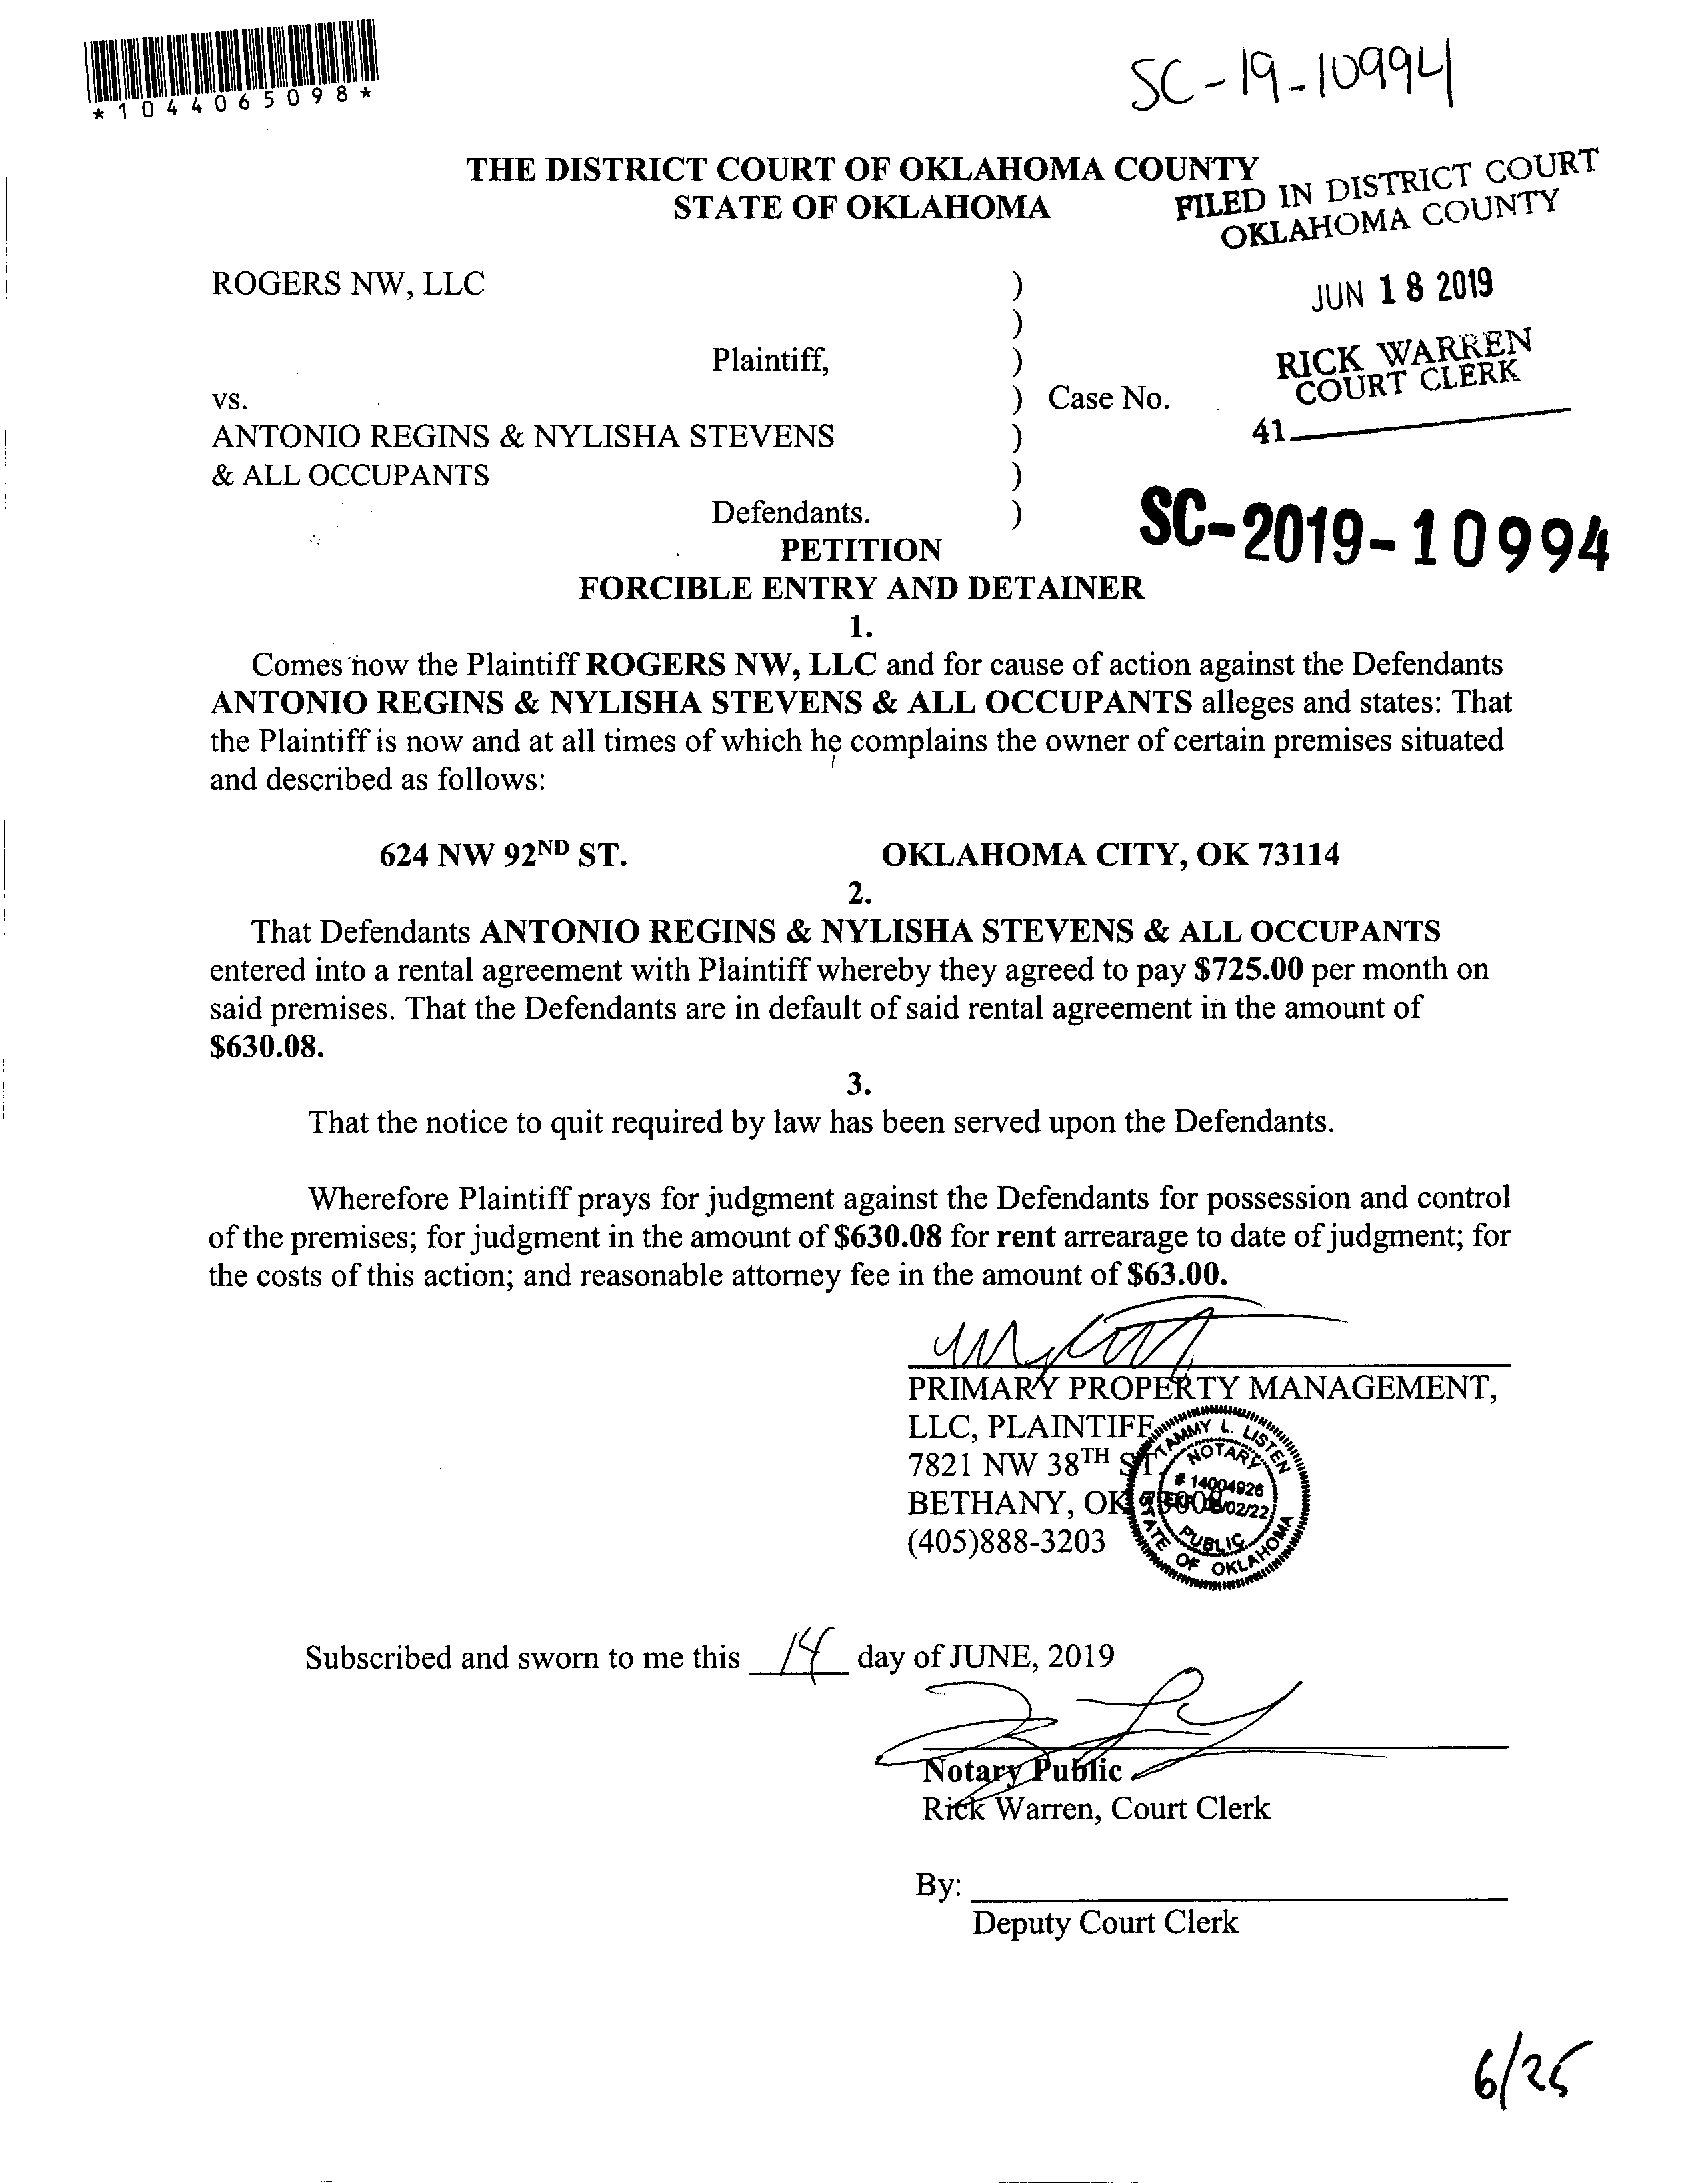 *1044065098*
SC-19-10994
THE DISTRICT COURT OF OKLAHOMA COUNTY
STATE OF OKLAHOMA
FILED IN DISTRICT COURT
OKLAHOMA COUNTY
JUN 18 2019
RICK WARREN
COURT CLERK
41
ROGERS NW, LLC )
)
Plaintiff, )
vs. ) Case No.
ANTONIO REGINS & NYLISHA STEVENS )
& ALL OCCUPANTS )
Defendants. )
SC-2019-10994
PETITION
FORCIBLE ENTRY AND DETAINER
1.
Comes now the Plaintiff ROGERS NW, LLC and for cause of action against the Defendants
ANTONIO REGINS & NYLISHA STEVENS & ALL OCCUPANTS alleges and states: That
the Plaintiff is now and at all times of which he complains the owner of certain premises situated
and described as follows:
624 NW 92ND ST. OKLAHOMA CITY, OK 73114
2.
That Defendants ANTONIO REGINS & NYLISHA STEVENS & ALL OCCUPANTS
entered into a rental agreement with Plaintiff whereby they agreed to pay $725.00 per month on
said premises. That the Defendants are in default of said rental agreement in the amount of
$630.08.
3.
That the notice to quit required by law has been served upon the Defendants.
Wherefore Plaintiff prays for judgment against the Defendants for possession and control
of the premises; for judgment in the amount of $630.08 for rent arrearage to date of judgment; for
the costs of this action; and reasonable attorney fee in the amount of $63.00.
PRIMARY PROPERTY MANAGEMENT,
LLC, PLAINTIFF
7821 NW 38TH ST.
BETHANY, OK
(405)888-3203
TAMMY L. LISTEN
NOTARY
# 14004926
PUBLIC
STATE OF OKLAHOMA
Subscribed and sworn to me this 14 day of JUNE, 2019
Notary Public
Rick Warren, Court Clerk
By:
Deputy Court Clerk
6/25